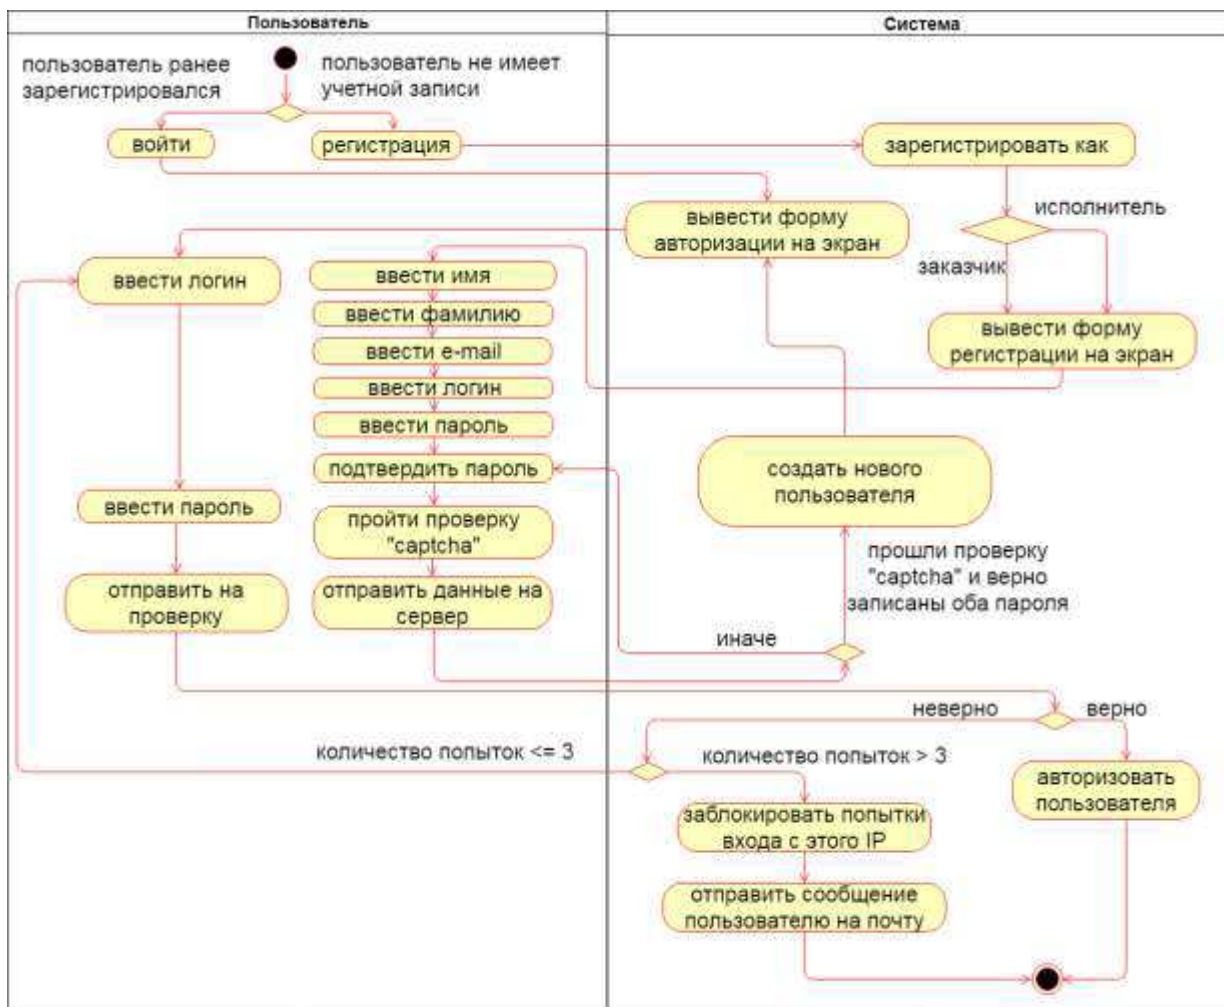 Пользователь
Система
пользователь ранее
зарегистрировался
пользователь не имеет
учетной записи
войти
регистрация
зарегистрировать как
исполнитель
заказчик
вывести форму
авторизации на экран
вывести форму
регистрации на экран
ввести логин
ввести имя
ввести фамилию
ввести e-mail
ввести логин
ввести пароль
подтвердить пароль
пройти проверку
"captcha"
отправить данные на
сервер
ввести пароль
отправить на
проверку
создать нового
пользователя
прошли проверку
"captcha" и верно
записаны оба пароля
иначе
неверно
верно
количество попыток <= 3
количество попыток > 3
авторизовать
пользователя
заблокировать попытки
входа с этого IP
отправить сообщение
пользователю на почту